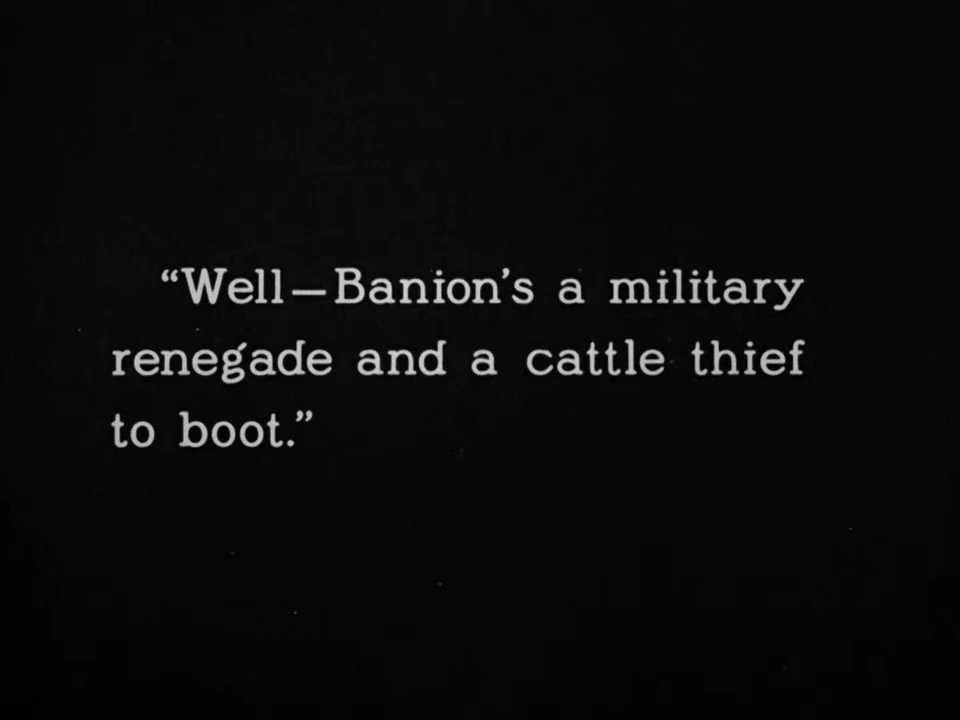 “Well—Banion’s a military
renegade and a cattle thief
to boot.”